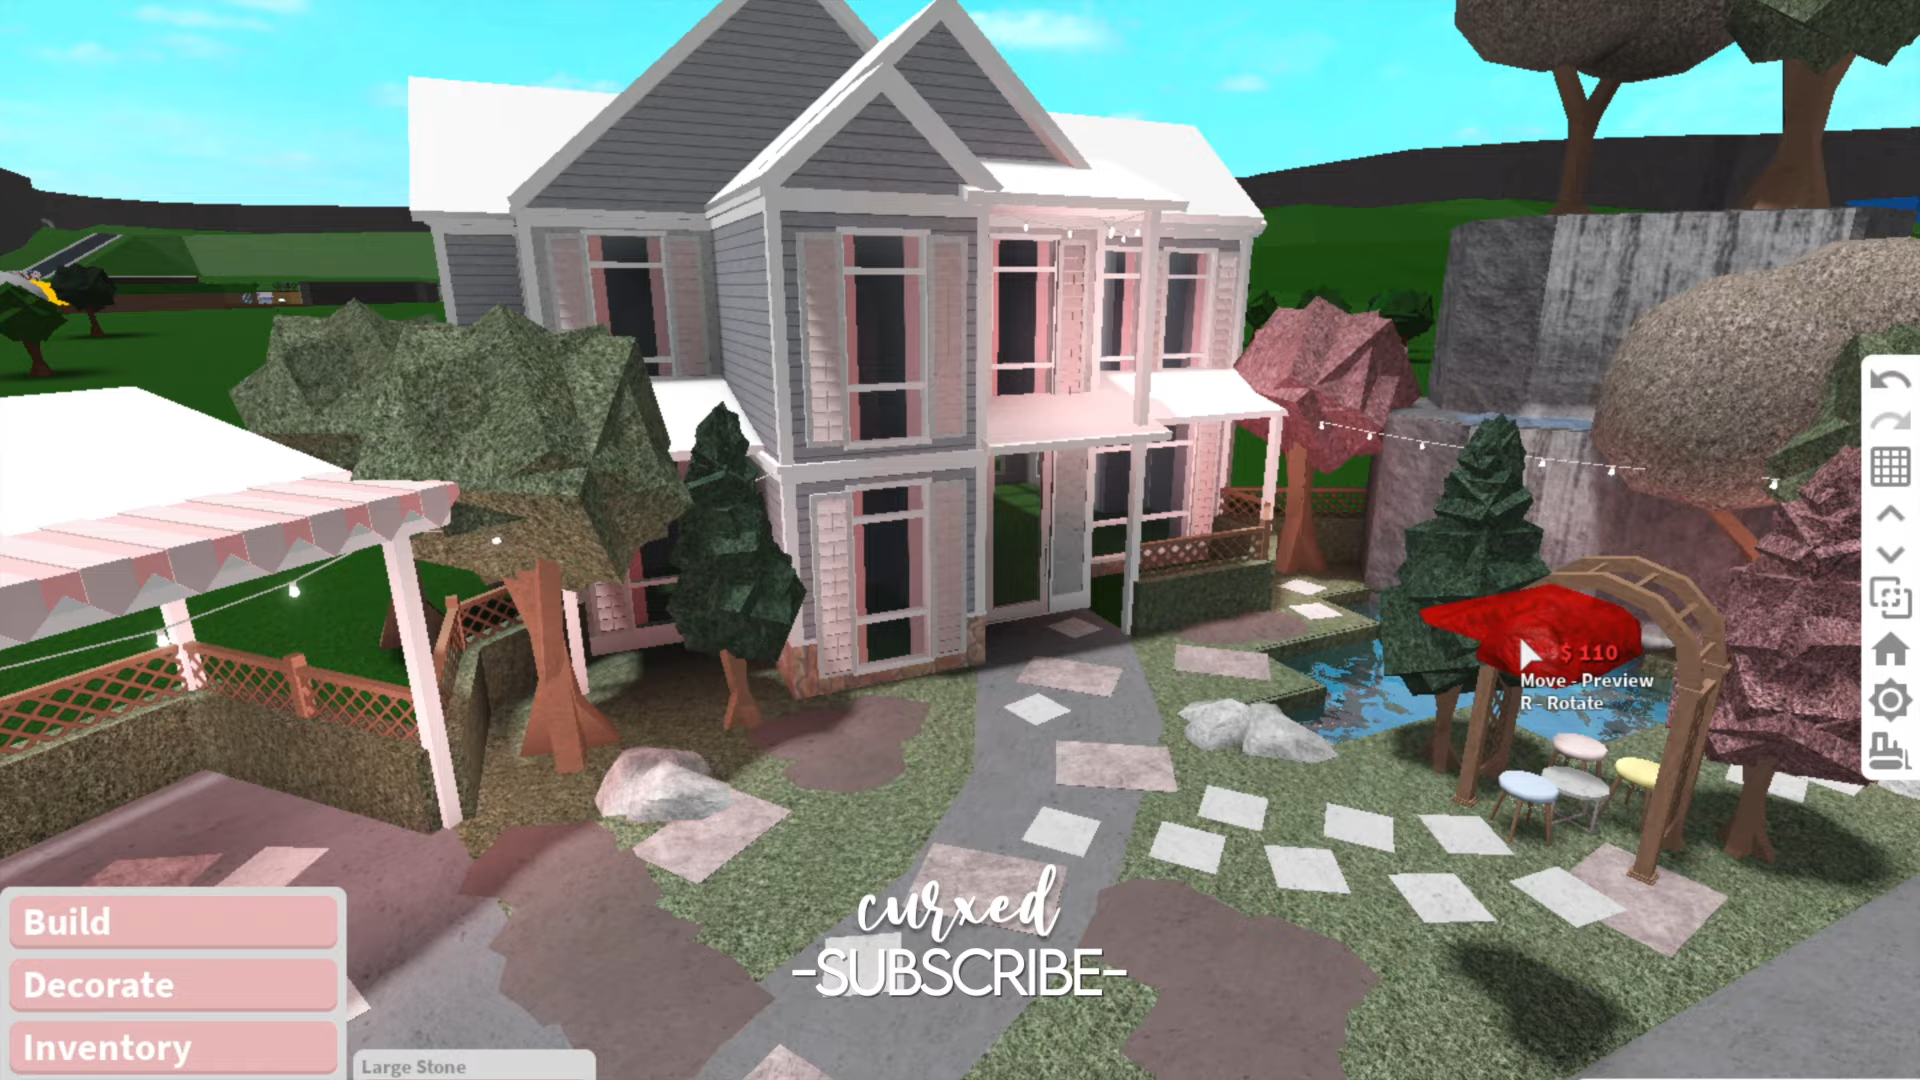 $ 110
Move - Preview
R - Rotate
curxed
-SUBSCRIBE-
Build
Decorate
Inventory
Large Stone